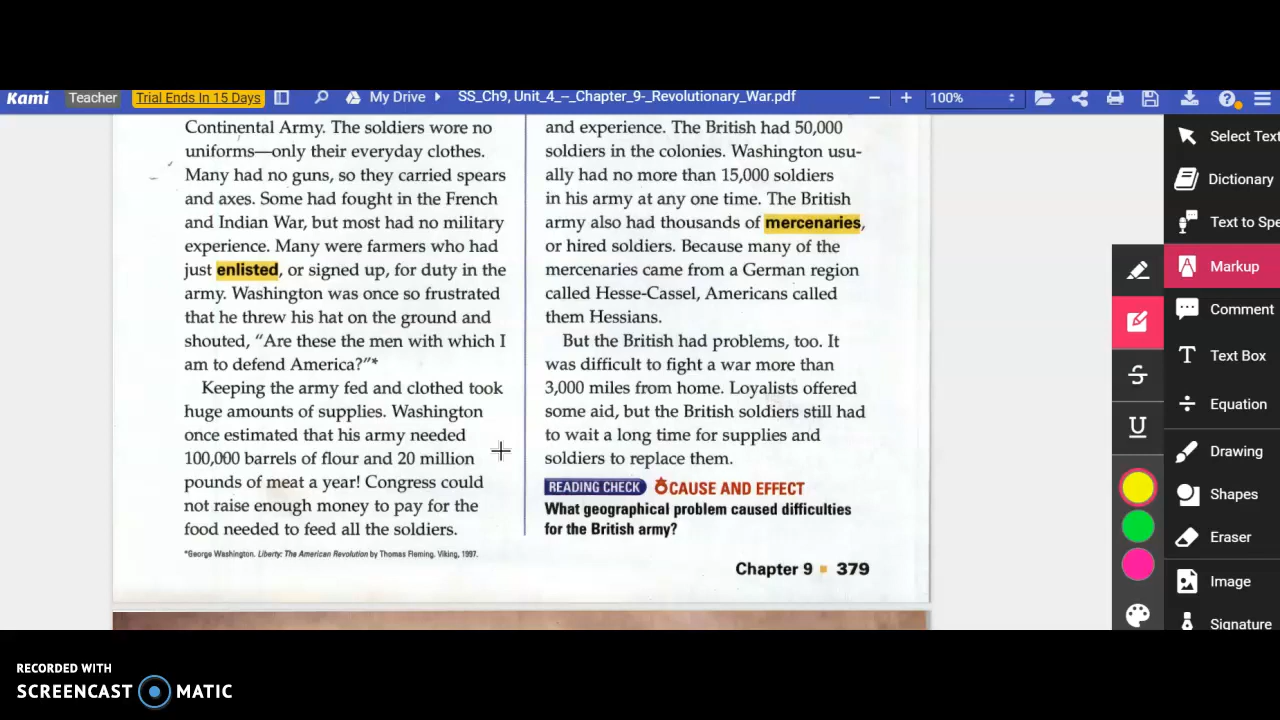 Kami Teacher Trial Ends In 15 Days My Drive SS_Ch9, Unit_4_--_Chapter_9-_Revolutionary_War.pdf 100%
Continental Army. The soldiers wore no
uniforms—only their everyday clothes.
Many had no guns, so they carried spears
and axes. Some had fought in the French
and Indian War, but most had no military
experience. Many were farmers who had
just enlisted, or signed up, for duty in the
army. Washington was once so frustrated
that he threw his hat on the ground and
shouted, “Are these the men with which I
am to defend America?”*
Keeping the army fed and clothed took
huge amounts of supplies. Washington
once estimated that his army needed
100,000 barrels of flour and 20 million
pounds of meat a year! Congress could
not raise enough money to pay for the
food needed to feed all the soldiers.
*George Washington. Liberty: The American Revolution by Thomas Fleming. Viking, 1997.
and experience. The British had 50,000
soldiers in the colonies. Washington usu-
ally had no more than 15,000 soldiers
in his army at any one time. The British
army also had thousands of mercenaries,
or hired soldiers. Because many of the
mercenaries came from a German region
called Hesse-Cassel, Americans called
them Hessians.
But the British had problems, too. It
was difficult to fight a war more than
3,000 miles from home. Loyalists offered
some aid, but the British soldiers still had
to wait a long time for supplies and
soldiers to replace them.
READING CHECK CAUSE AND EFFECT
What geographical problem caused difficulties
for the British army?
Chapter 9 379
Select Text
Dictionary
Text to Spe
Markup
Comment
Text Box
Equation
Drawing
Shapes
Eraser
Image
Signature
RECORDED WITH
SCREENCAST MATIC